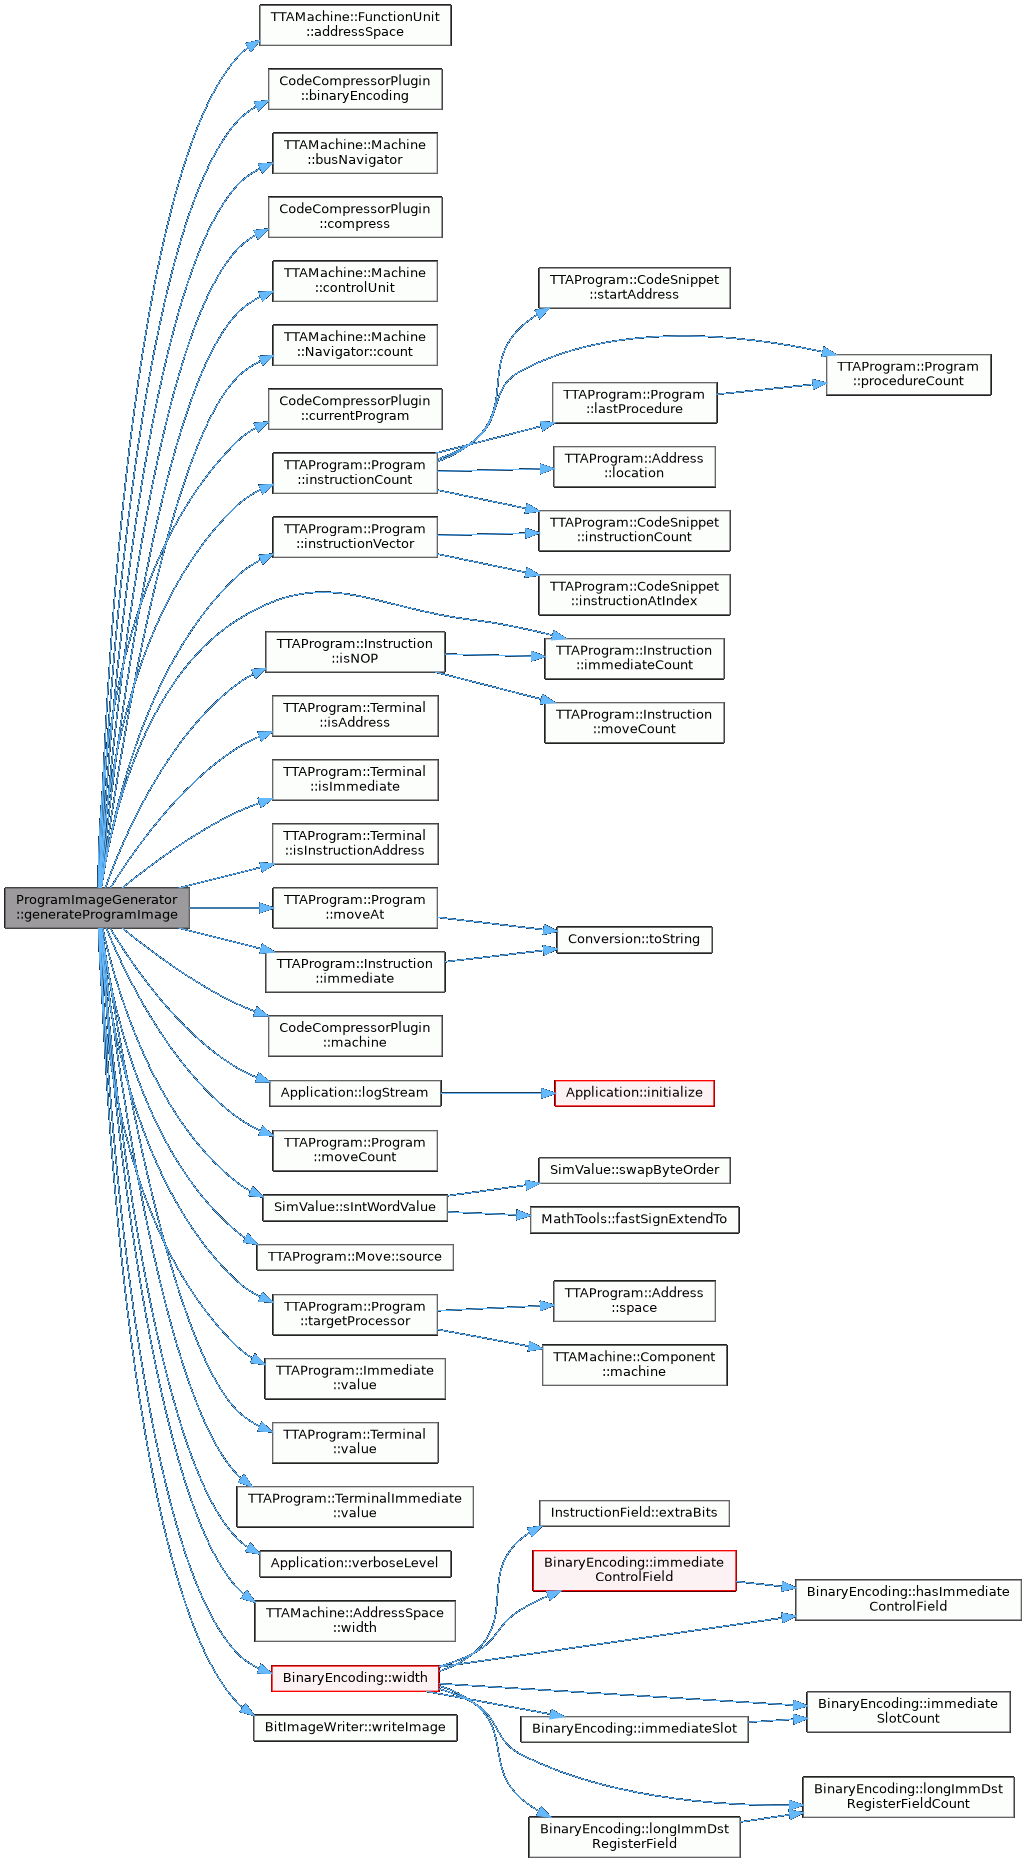 TTAMachine::FunctionUnit
::addressSpace
CodeCompressorPlugin
::binaryEncoding
TTAMachine::Machine
::busNavigator
CodeCompressorPlugin
::compress
TTAMachine::Machine
::controlUnit
TTAMachine::Machine
::Navigator::count
CodeCompressorPlugin
::currentProgram
TTAProgram::Program
::instructionCount
TTAProgram::CodeSnippet
::startAddress
TTAProgram::Program
::procedureCount
TTAProgram::Program
::lastProcedure
TTAProgram::Address
::location
TTAProgram::CodeSnippet
::instructionCount
TTAProgram::Program
::instructionVector
TTAProgram::CodeSnippet
::instructionAtIndex
TTAProgram::Instruction
::isNOP
TTAProgram::Instruction
::immediateCount
TTAProgram::Instruction
::moveCount
TTAProgram::Terminal
::isAddress
TTAProgram::Terminal
::isImmediate
TTAProgram::Terminal
::isInstructionAddress
ProgramImageGenerator
::generateProgramImage
TTAProgram::Program
::moveAt
Conversion::toString
TTAProgram::Instruction
::immediate
CodeCompressorPlugin
::machine
Application::logStream
Application::initialize
TTAProgram::Program
::moveCount
SimValue::sIntWordValue
SimValue::swapByteOrder
MathTools::fastSignExtendTo
TTAProgram::Move::source
TTAProgram::Program
::targetProcessor
TTAProgram::Address
::space
TTAMachine::Component
::machine
TTAProgram::Immediate
::value
TTAProgram::Terminal
::value
TTAProgram::TerminalImmediate
::value
Application::verboseLevel
TTAMachine::AddressSpace
::width
BinaryEncoding::width
InstructionField::extraBits
BinaryEncoding::immediate
ControlField
BinaryEncoding::hasImmediate
ControlField
BinaryEncoding::immediateSlot
BinaryEncoding::immediate
SlotCount
BinaryEncoding::longImmDst
RegisterFieldCount
BinaryEncoding::longImmDst
RegisterField
BitImageWriter::writeImage